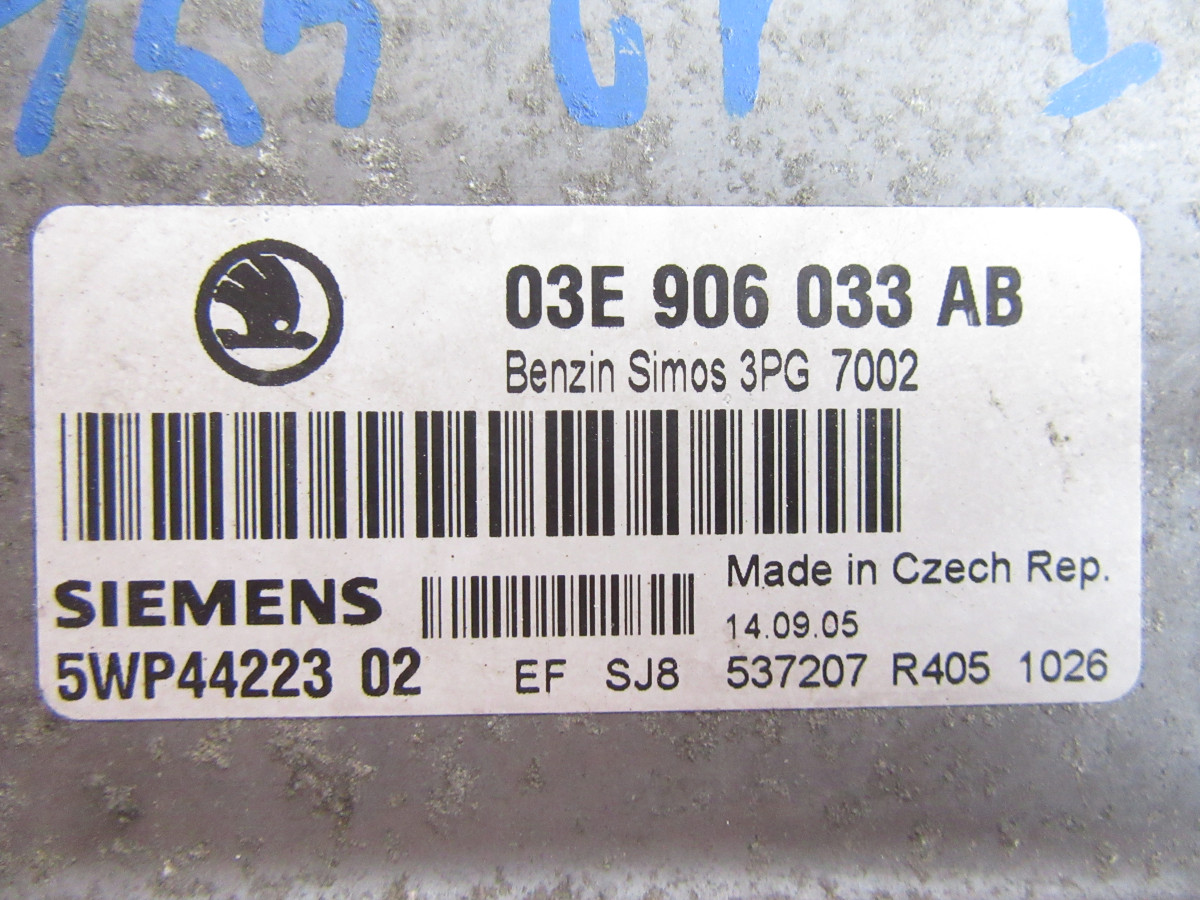 03E 906 033 AB
Benzin Simos 3PG 7002
SIEMENS
Made in Czech Rep.
14.09.05
5WP44223 02 EF SJ8 537207 R405 1026